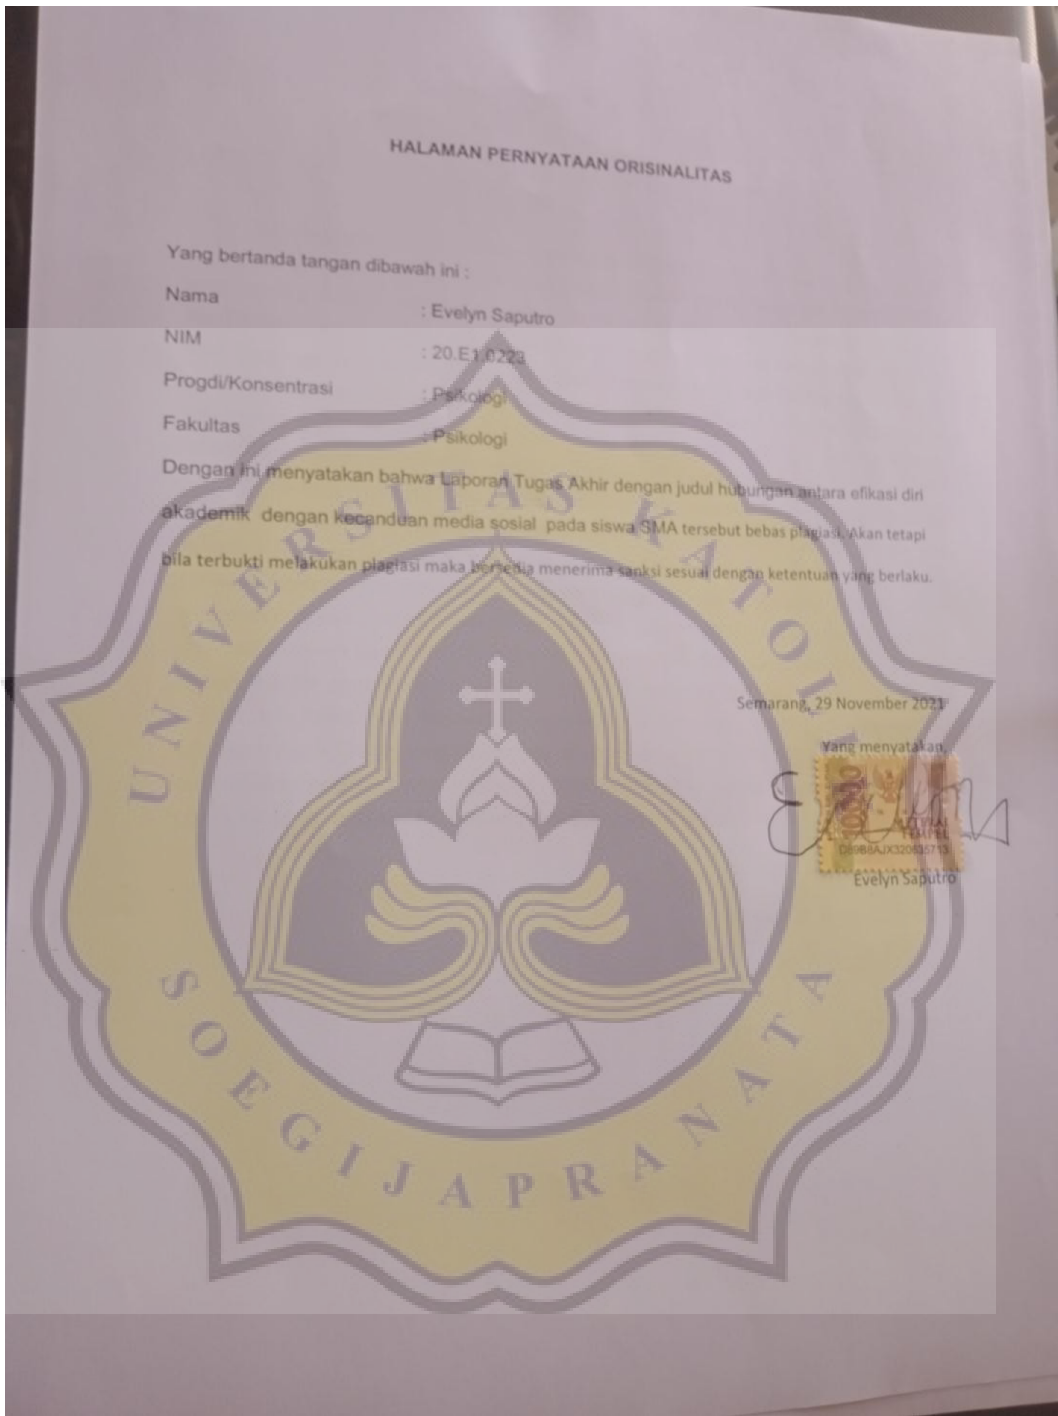 HALAMAN PERNYATAAN ORISINALITAS
Yang bertanda tangan dibawah ini :
Nama : Evelyn Saputro
NIM : 20.E1.0223
Progdi/Konsentrasi : Psikologi
Fakultas : Psikologi
Dengan ini menyatakan bahwa Laporan Tugas Akhir dengan judul hubungan antara efikasi diri
akademik dengan kecanduan media sosial pada siswa SMA tersebut bebas plagiasi. Akan tetapi
bila terbukti melakukan plagiasi maka bersedia menerima sanksi sesuai dengan ketentuan yang berlaku.
Semarang, 29 November 2021
Yang menyatakan,
Evelyn Saputro
UNIVERSITAS KATOLIK
SOEGIJAPRANATA